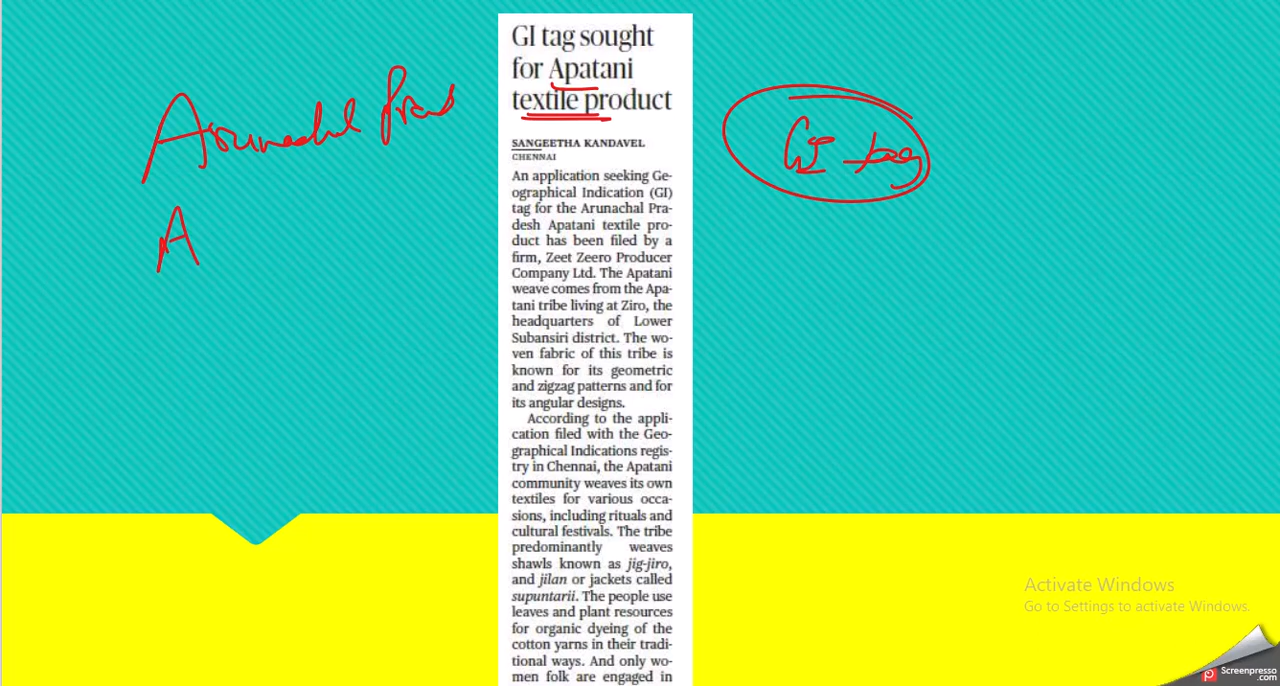 GI tag sought
for Apatani
textile product
SANGEETHA KANDAVEL
CHENNAI
An application seeking Ge-
ographical Indication (GI)
tag for the Arunachal Pra-
desh Apatani textile pro-
duct has been filed by a
firm, Zeet Zeero Producer
Company Ltd. The Apatani
weave comes from the Apa-
tani tribe living at Ziro, the
headquarters of Lower
Subansiri district. The wo-
ven fabric of this tribe is
known for its geometric
and zigzag patterns and for
its angular designs.
According to the appli-
cation filed with the Geo-
graphical Indications regis-
try in Chennai, the Apatani
community weaves its own
textiles for various occa-
sions, including rituals and
cultural festivals. The tribe
predominantly weaves
shawls known as jig-jiro,
and jilan or jackets called
supuntarii. The people use
leaves and plant resources
for organic dyeing of the
cotton yarns in their tradi-
tional ways. And only wo-
men folk are engaged in
Arunachal
A
GI tag
Activate Windows
Go to Settings to activate Windows.
Screenpresso
.com